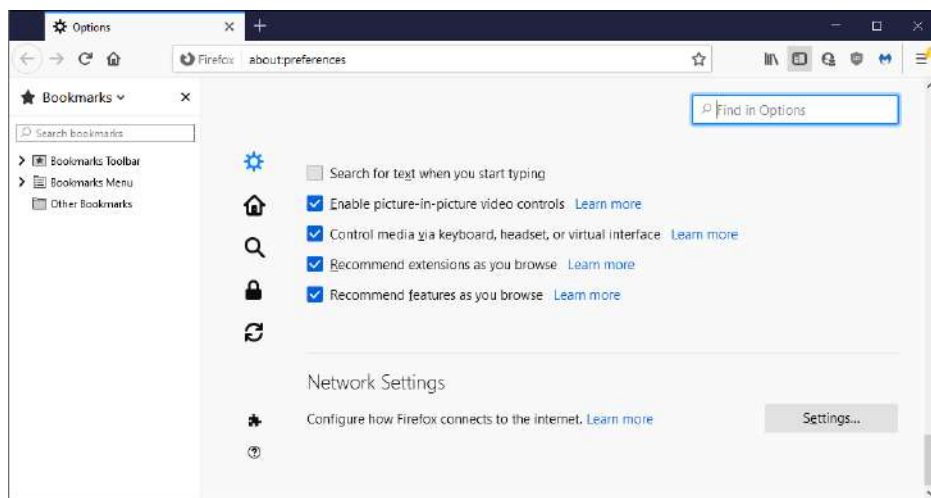 Options
Firefox about:preferences
Bookmarks
Find in Options
Search bookmarks
Bookmarks Toolbar
Bookmarks Menu
Other Bookmarks
Search for text when you start typing
Enable picture-in-picture video controls Learn more
Control media via keyboard, headset, or virtual interface Learn more
Recommend extensions as you browse Learn more
Recommend features as you browse Learn more
Network Settings
Configure how Firefox connects to the internet. Learn more
Settings...